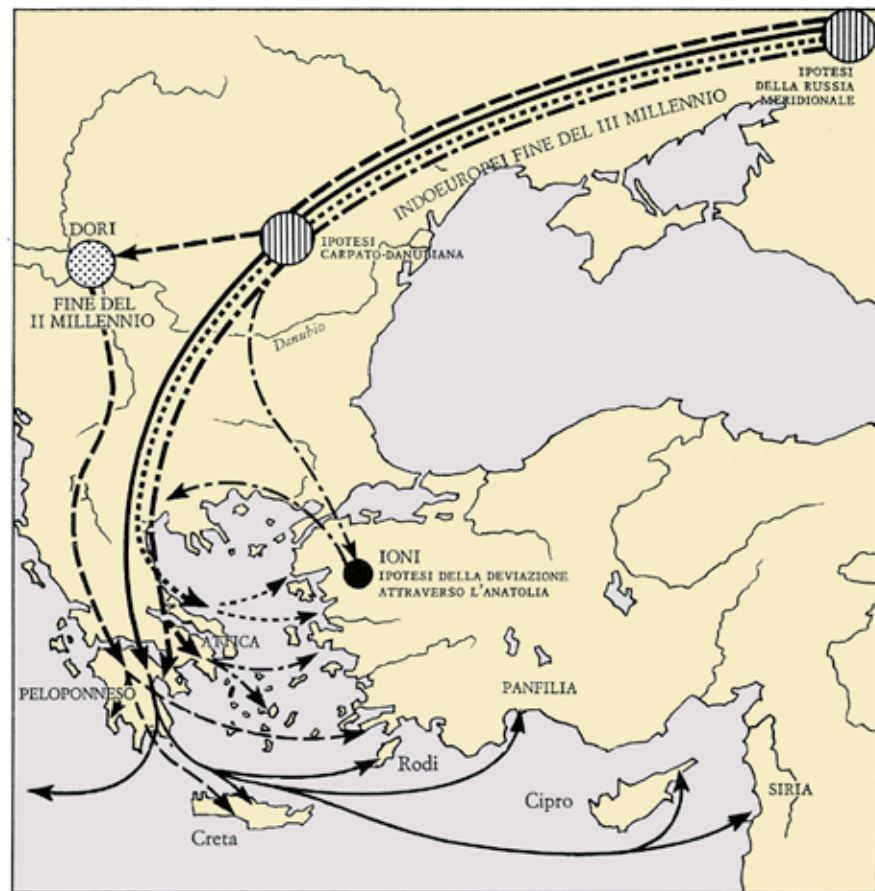 IPOTESI
DELLA RUSSIA
MERIDIONALE
INDOEUROPEI FINE DEL III MILLENNIO
DORI
IPOTESI
CARPATO-DANUBIANA
FINE DEL
II MILLENNIO
Danubio
IONI
IPOTESI DELLA DEVIAZIONE
ATTRAVERSO L'ANATOLIA
ATTICA
PELOPONNESO
PANFILIA
Rodi
Cipro
SIRIA
Creta